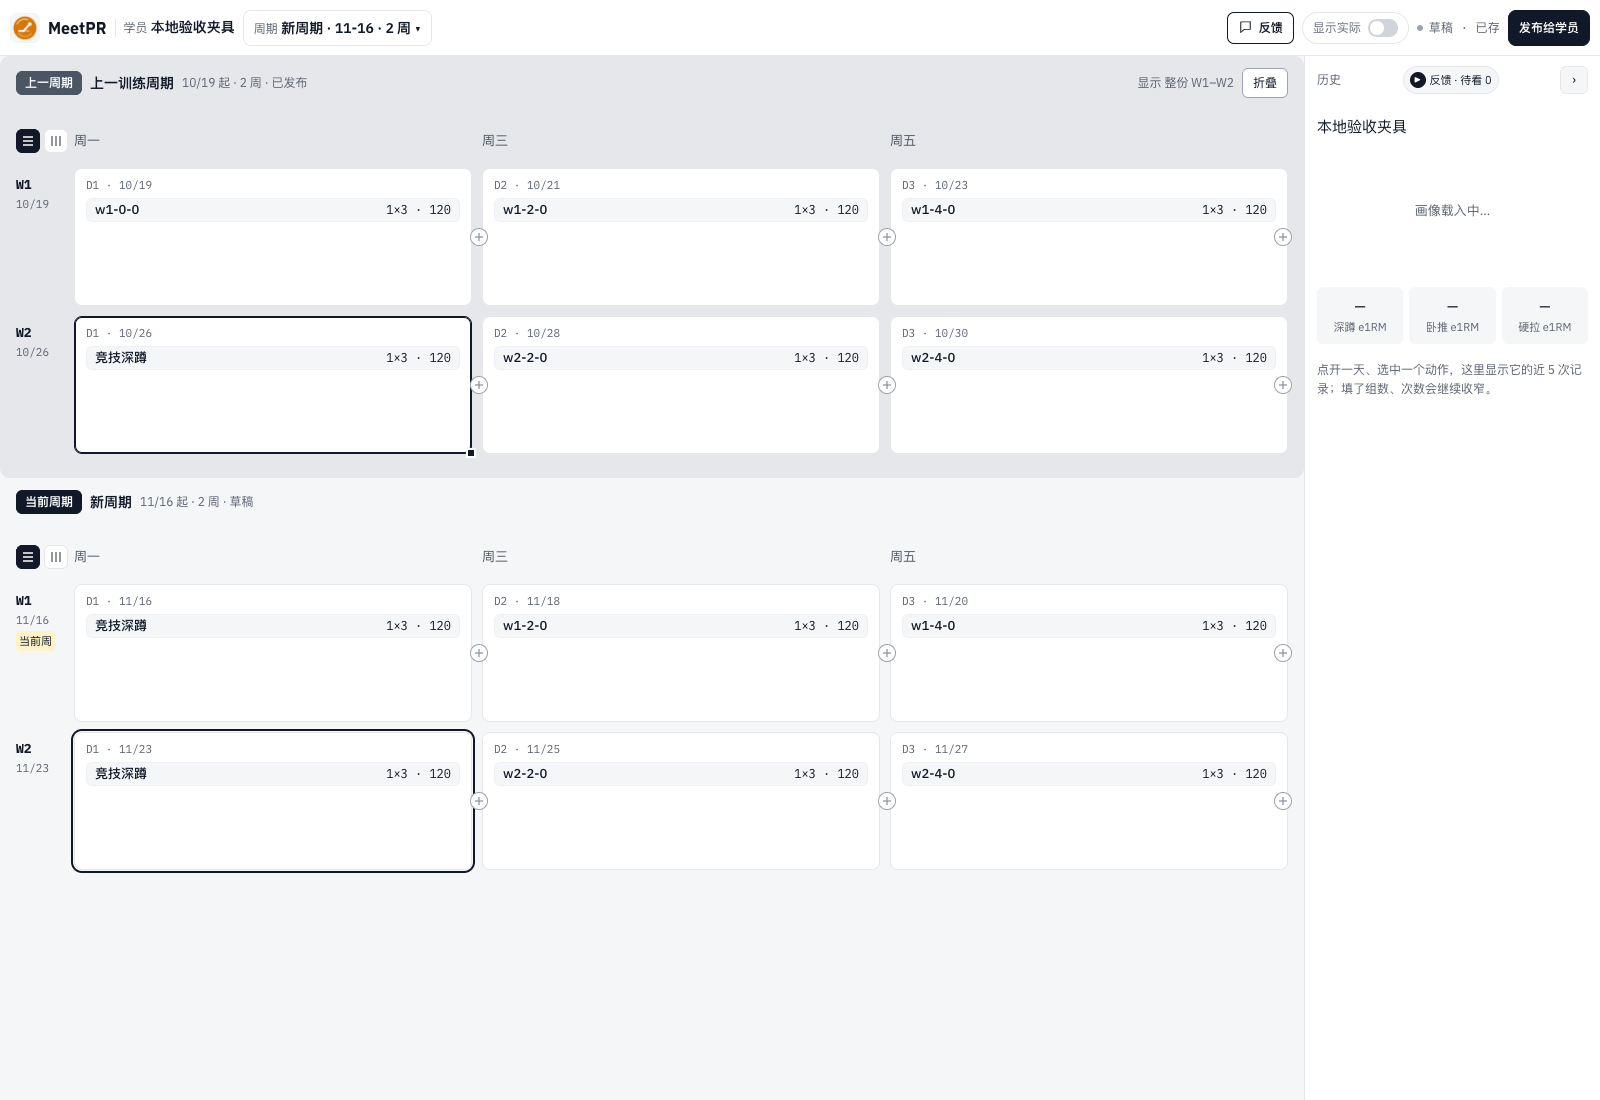 MeetPR 学员 本地验收夹具 周期 新周期 · 11-16 · 2 周 ▾ 反馈 显示实际 草稿 · 已存 发布给学员
上一周期 上一训练周期 10/19 起 · 2 周 · 已发布 显示 整份 W1–W2 折叠
周一 周三 周五
W1
10/19
D1 · 10/19
w1-0-0 1×3 · 120
D2 · 10/21
w1-2-0 1×3 · 120
D3 · 10/23
w1-4-0 1×3 · 120
W2
10/26
D1 · 10/26
竞技深蹲 1×3 · 120
D2 · 10/28
w2-2-0 1×3 · 120
D3 · 10/30
w2-4-0 1×3 · 120
当前周期 新周期 11/16 起 · 2 周 · 草稿
周一 周三 周五
W1
11/16
当前周
D1 · 11/16
竞技深蹲 1×3 · 120
D2 · 11/18
w1-2-0 1×3 · 120
D3 · 11/20
w1-4-0 1×3 · 120
W2
11/23
D1 · 11/23
竞技深蹲 1×3 · 120
D2 · 11/25
w2-2-0 1×3 · 120
D3 · 11/27
w2-4-0 1×3 · 120
历史 反馈 · 待看 0 ›
本地验收夹具
画像载入中...
— — —
深蹲 e1RM 卧推 e1RM 硬拉 e1RM
点开一天、选中一个动作，这里显示它的近 5 次记
录；填了组数、次数会继续收窄。